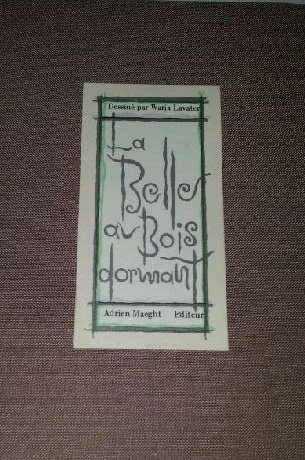 Dessiné par Warja Lavater
La
Belle
au Bois
dormant
Adrien Maeght Editeur